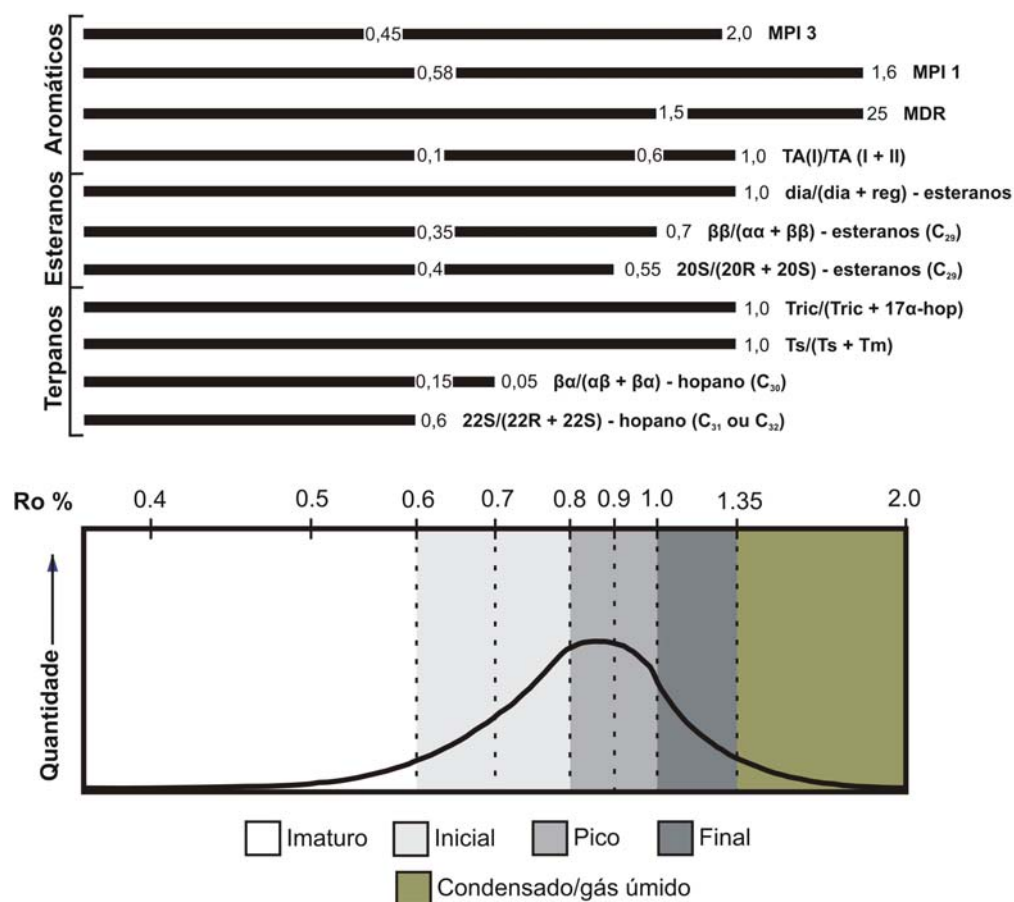 Aromáticos
0,45 2,0 MPI 3
0,58 1,6 MPI 1
1,5 25 MDR
0,1 0,6 1,0 TA(I)/TA (I + II)
Esteranos
1,0 dia/(dia + reg) - esteranos
0,35 0,7 ββ/(αα + ββ) - esteranos (C₂₉)
0,4 0,55 20S/(20R + 20S) - esteranos (C₂₉)
Terpanos
1,0 Tric/(Tric + 17α-hop)
1,0 Ts/(Ts + Tm)
0,15 0,05 βα/(αβ + βα) - hopano (C₃₀)
0,6 22S/(22R + 22S) - hopano (C₃₁ ou C₃₂)
Ro % 0.4 0.5 0.6 0.7 0.8 0.9 1.0 1.35 2.0
Quantidade
Imaturo Inicial Pico Final
Condensado/gás úmido